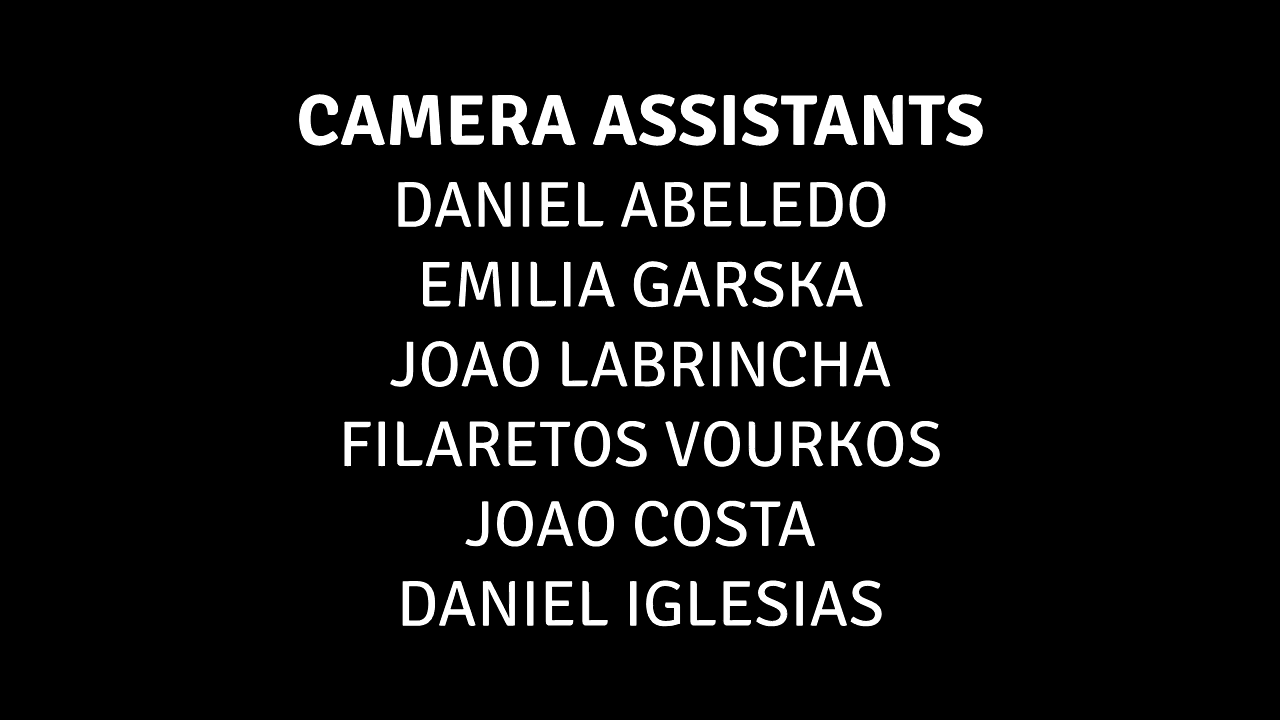 CAMERA ASSISTANTS
DANIEL ABELEDO
EMILIA GARSKA
JOAO LABRINCHA
FILARETOS VOURKOS
JOAO COSTA
DANIEL IGLESIAS